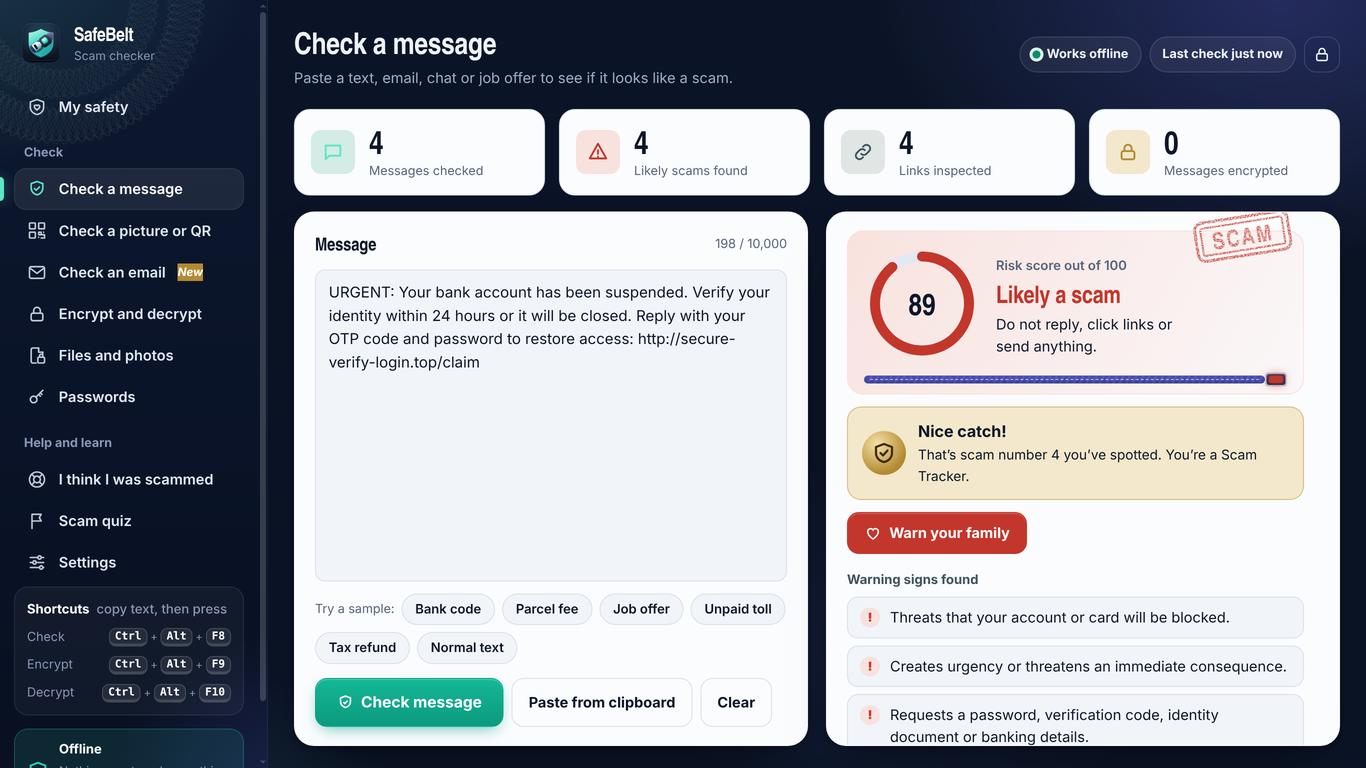 SafeBelt
Scam checker
My safety
Check
Check a message
Check a picture or QR
Check an email New
Encrypt and decrypt
Files and photos
Passwords
Help and learn
I think I was scammed
Scam quiz
Settings
Shortcuts copy text, then press
Check Ctrl + Alt + F8
Encrypt Ctrl + Alt + F9
Decrypt Ctrl + Alt + F10
Offline
Check a message
Paste a text, email, chat or job offer to see if it looks like a scam.
Works offline
Last check just now
4
Messages checked
4
Likely scams found
4
Links inspected
0
Messages encrypted
Message
198 / 10,000
URGENT: Your bank account has been suspended. Verify your
identity within 24 hours or it will be closed. Reply with your
OTP code and password to restore access: http://secure-
verify-login.top/claim
Try a sample: Bank code Parcel fee Job offer Unpaid toll
Tax refund Normal text
Check message Paste from clipboard Clear
SCAM
89
Risk score out of 100
Likely a scam
Do not reply, click links or
send anything.
Nice catch!
That’s scam number 4 you’ve spotted. You’re a Scam
Tracker.
Warn your family
Warning signs found
! Threats that your account or card will be blocked.
! Creates urgency or threatens an immediate consequence.
! Requests a password, verification code, identity
document or banking details.